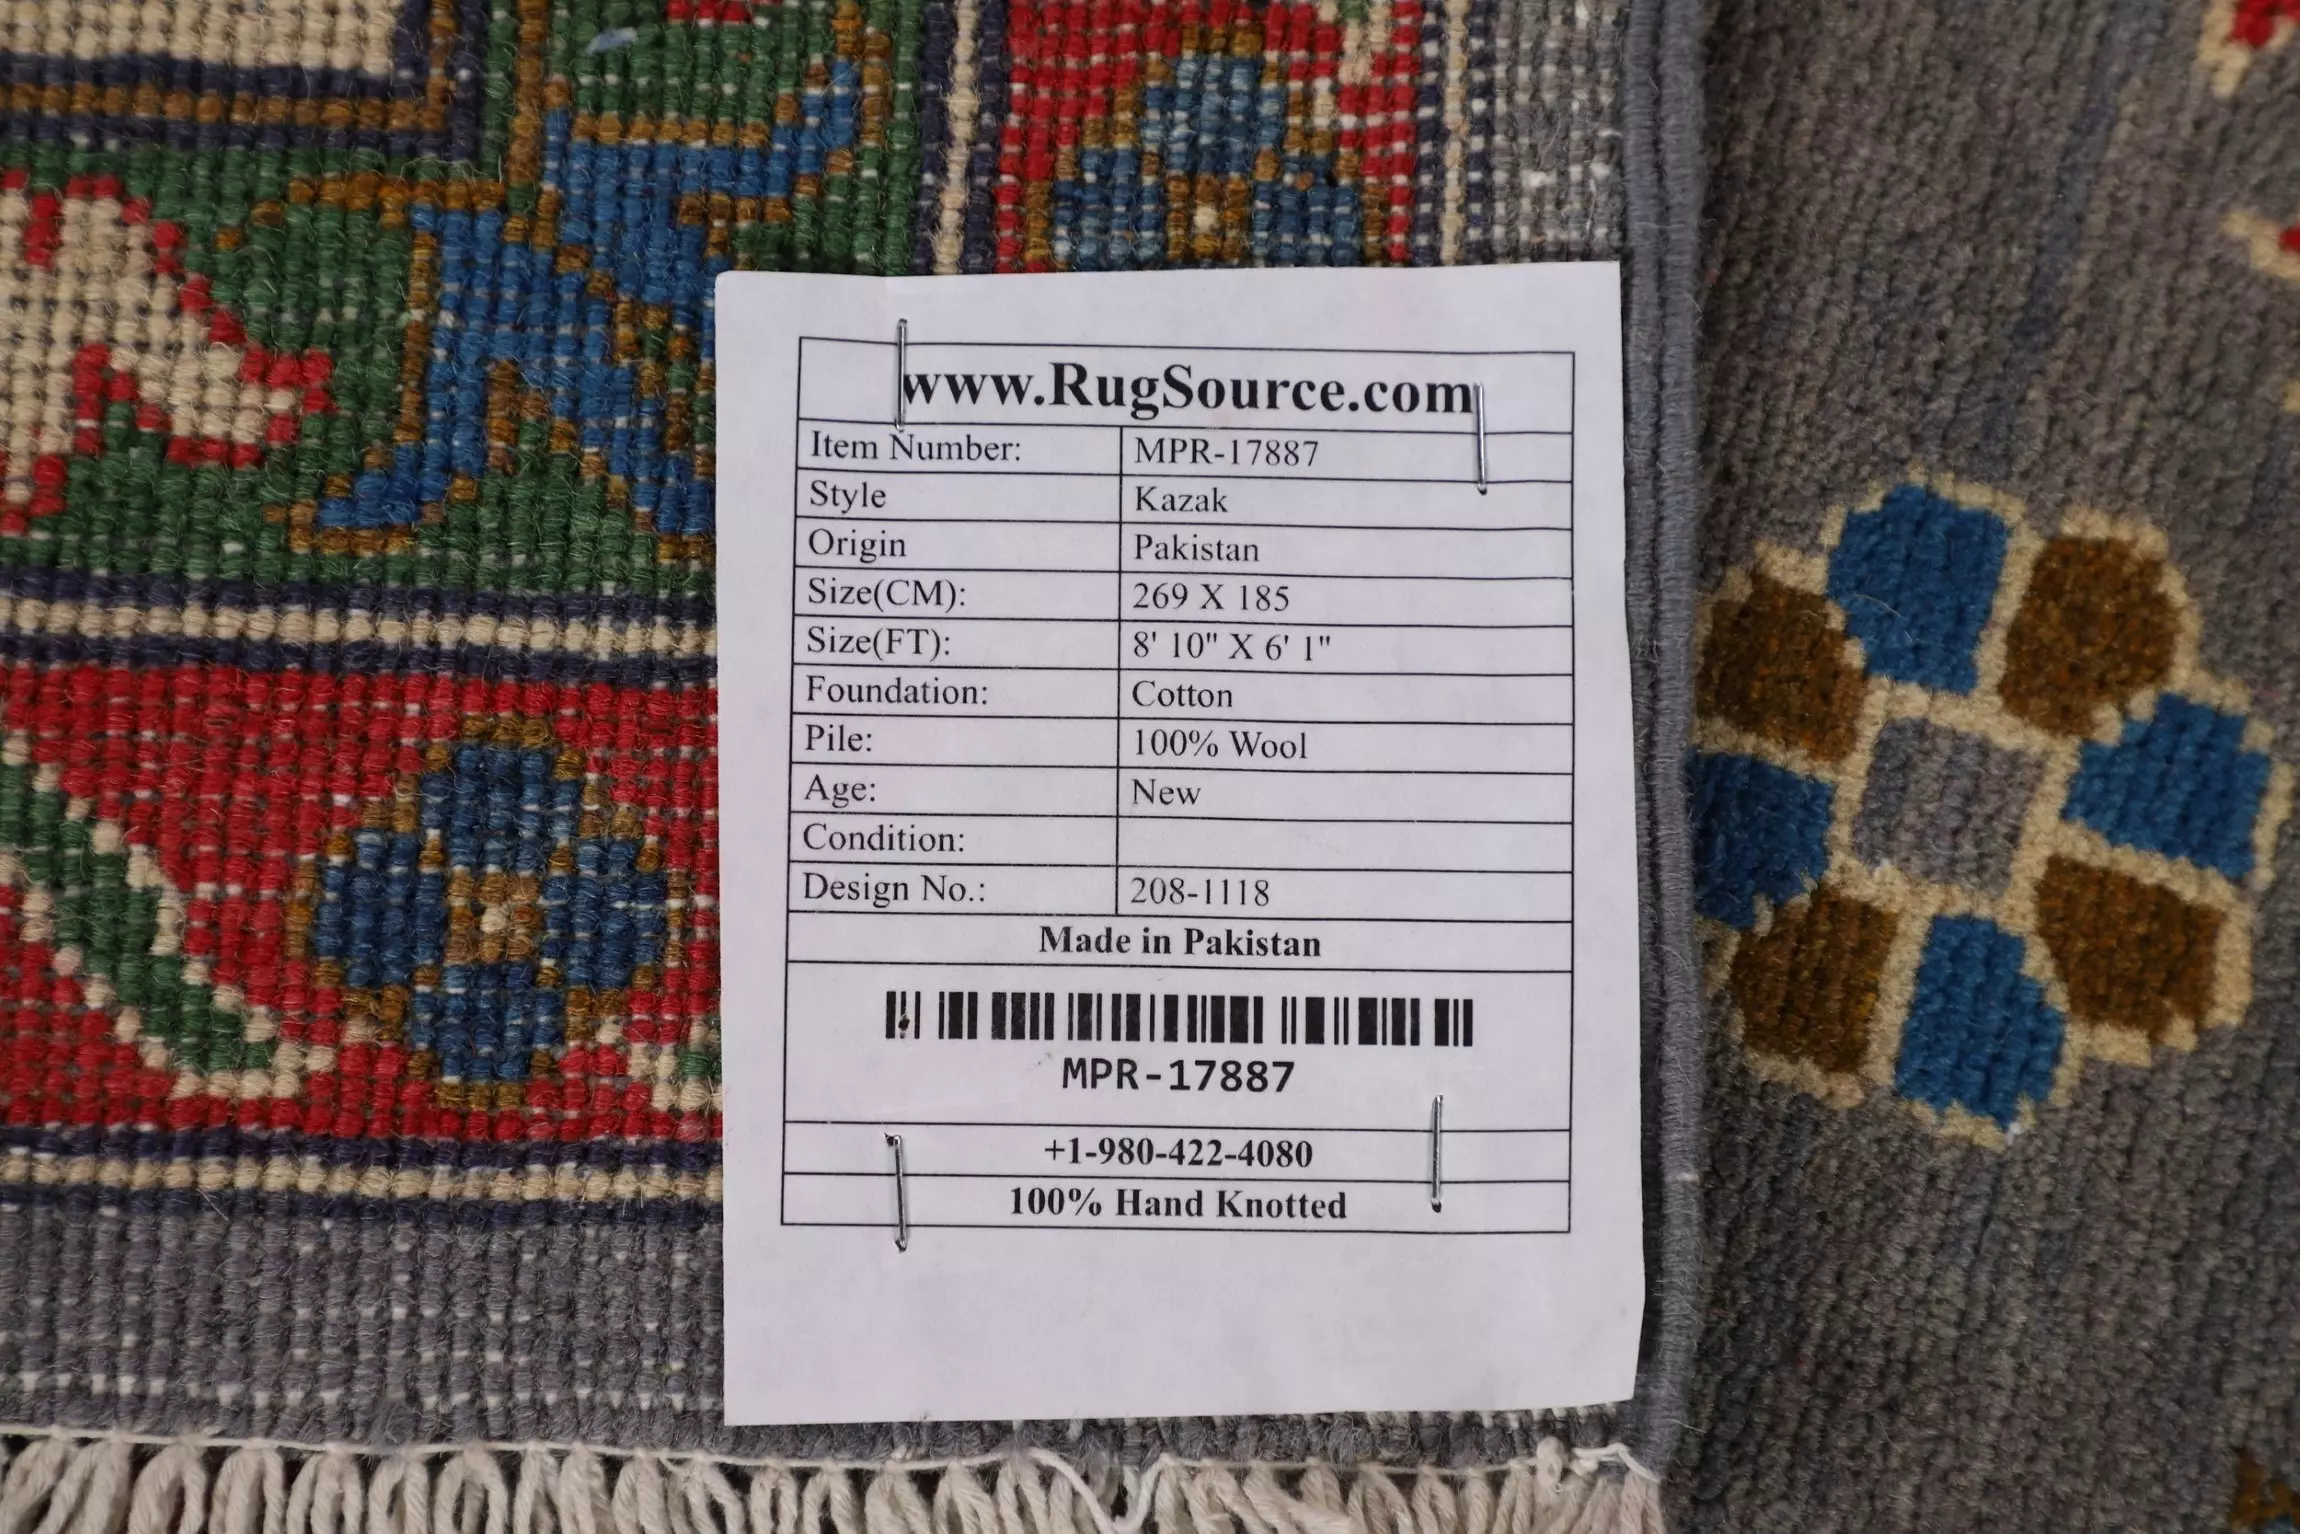 www.RugSource.com
Item Number: MPR-17887
Style Kazak
Origin Pakistan
Size(CM): 269 X 185
Size(FT): 8' 10" X 6' 1"
Foundation: Cotton
Pile: 100% Wool
Age: New
Condition:
Design No.: 208-1118
Made in Pakistan
MPR-17887
+1-980-422-4080
100% Hand Knotted